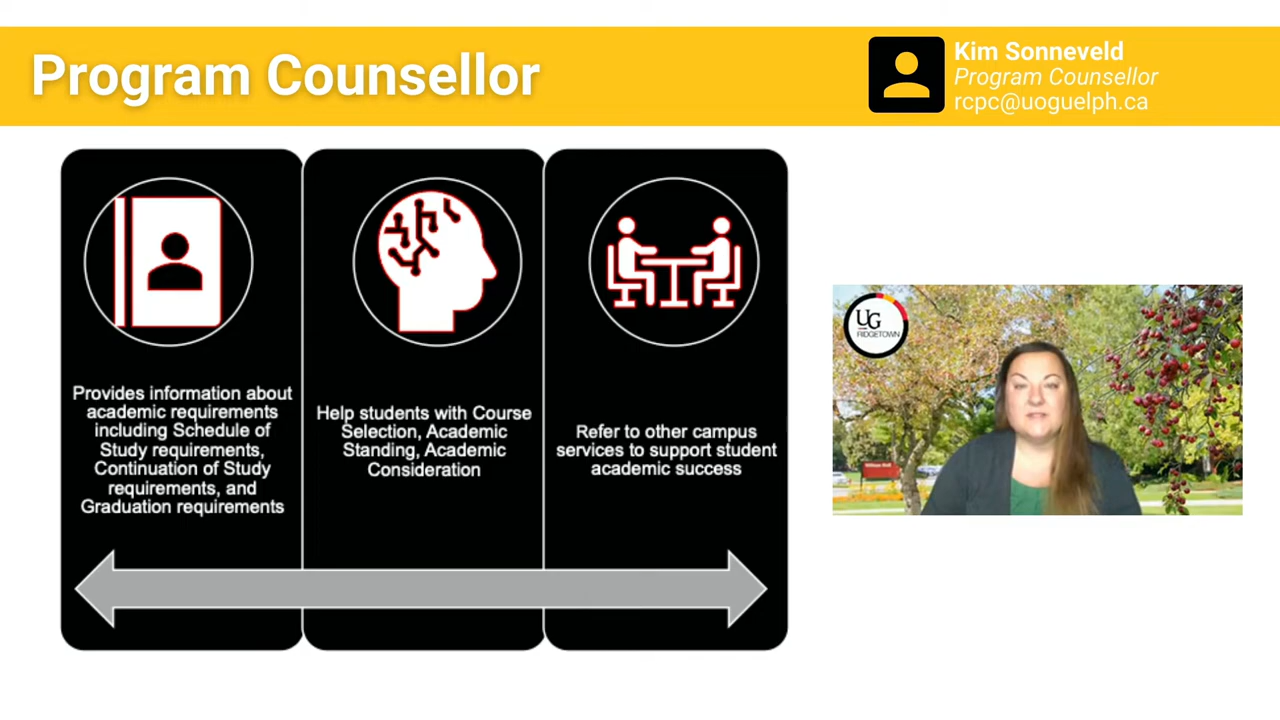 Program Counsellor
Kim Sonneveld
Program Counsellor
rcpc@uoguelph.ca
Provides information about
academic requirements
including Schedule of
Study requirements,
Continuation of Study
requirements, and
Graduation requirements
Help students with Course
Selection, Academic
Standing, Academic
Consideration
Refer to other campus
services to support student
academic success
UG
RIDGETOWN